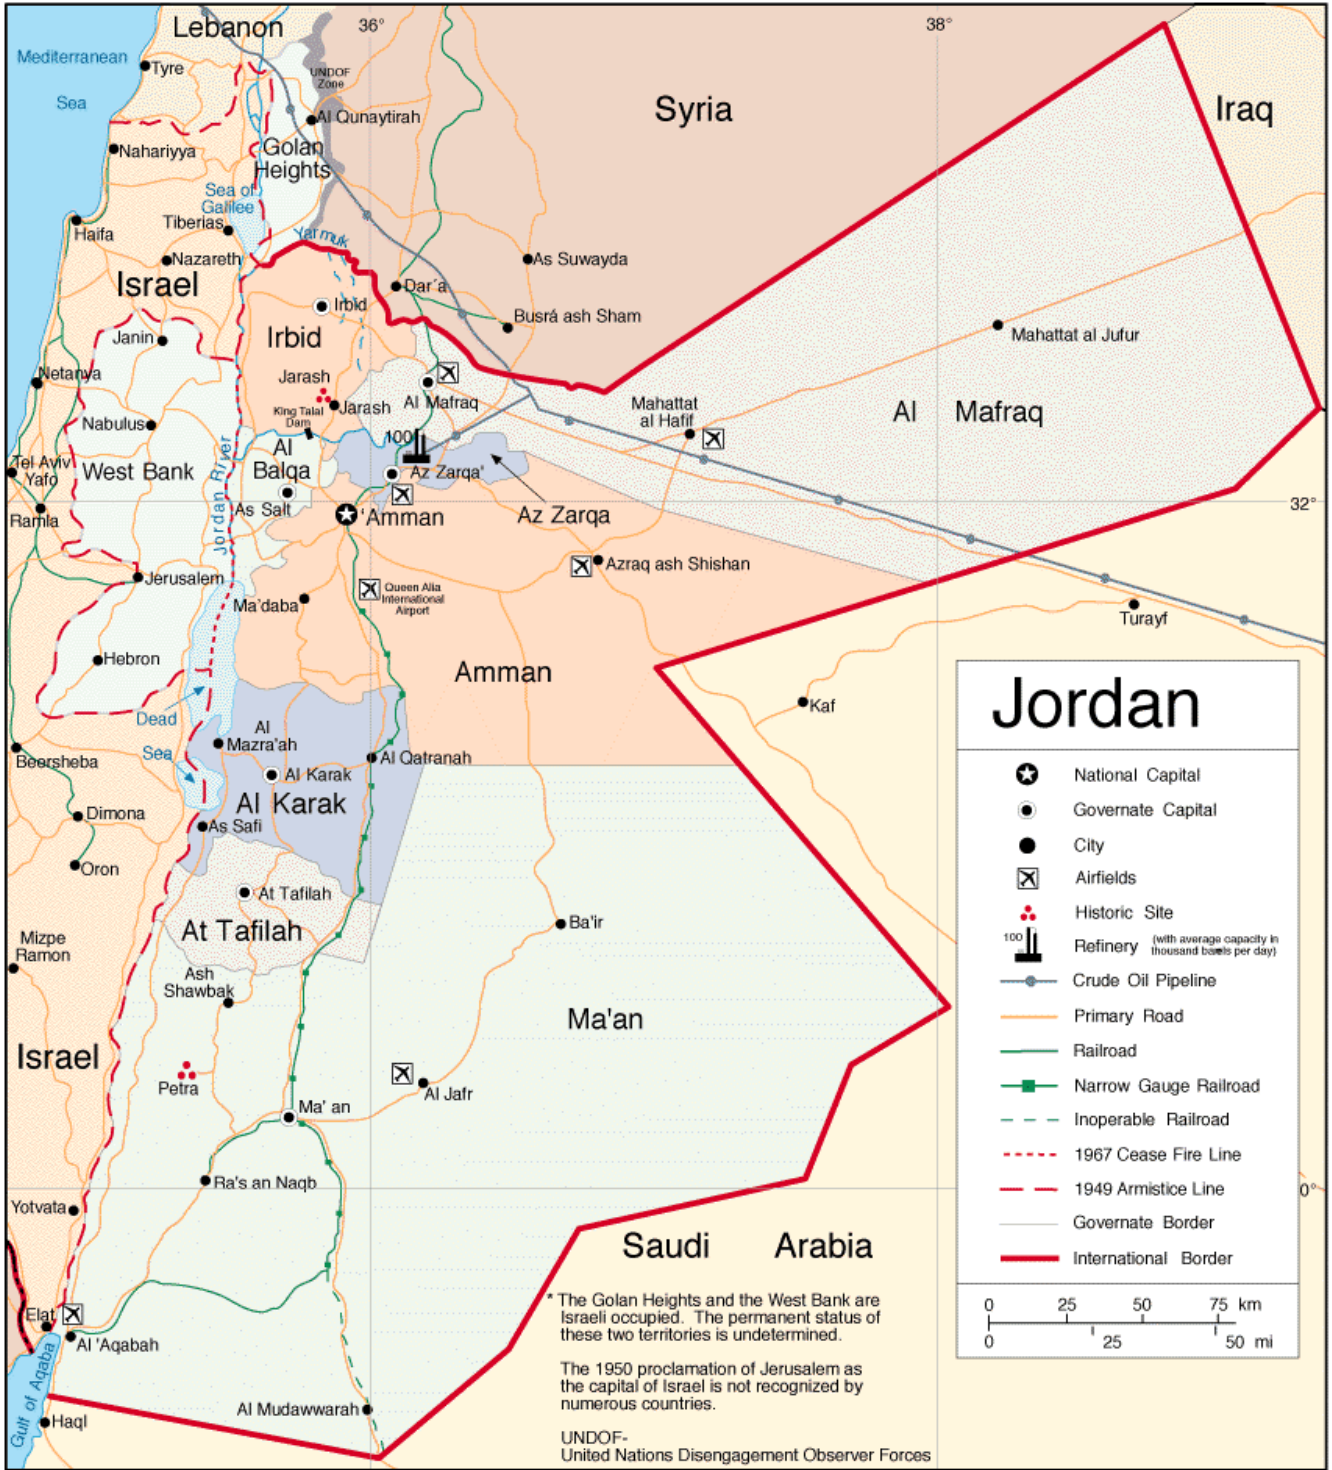 36°
38°
Lebanon
Mediterranean
Sea
Tyre
UNDOF
Zone
Syria
Iraq
Al Qunaytirah
Nahariyya
Golan
Heights
Sea of
Galilee
Tiberias
Haifa
Yarmuk
Nazareth
As Suwayda
Israel
Dar'a
Irbid
Busrá ash Sham
Irbid
Janin
Mahattat al Jufur
Netanya
Jarash
Al Mafraq
Jarash
King Talal
Dam
Mahattat
al Hafif
Al Mafraq
Nabulus
100
Al
Balqa
Tel Aviv
Yafo
West Bank
Az Zarqa'
Jordan River
As Salt
32°
Ramla
'Amman
Az Zarqa
Azraq ash Shishan
Jerusalem
Queen Alia
International
Airport
Ma'daba
Turayf
Hebron
Amman
Dead
Sea
Kaf
Al
Mazra'ah
Al Qatranah
Beersheba
Al Karak
Al Karak
Dimona
As Safi
Oron
At Tafilah
At Tafilah
Ba'ir
Mizpe
Ramon
Ash
Shawbak
Ma'an
Israel
Petra
Al Jafr
Ma' an
Ra's an Naqb
0°
Yotvata
Saudi Arabia
Elat
Al 'Aqabah
Gulf of Aqaba
Al Mudawwarah
Haql
* The Golan Heights and the West Bank are
Israeli occupied. The permanent status of
these two territories is undetermined.
The 1950 proclamation of Jerusalem as
the capital of Israel is not recognized by
numerous countries.
UNDOF-
United Nations Disengagement Observer Forces
Jordan
National Capital
Governate Capital
City
Airfields
Historic Site
100
Refinery (with average capacity in
thousand barrels per day)
Crude Oil Pipeline
Primary Road
Railroad
Narrow Gauge Railroad
Inoperable Railroad
1967 Cease Fire Line
1949 Armistice Line
Governate Border
International Border
0 25 50 75 km
0 25 50 mi